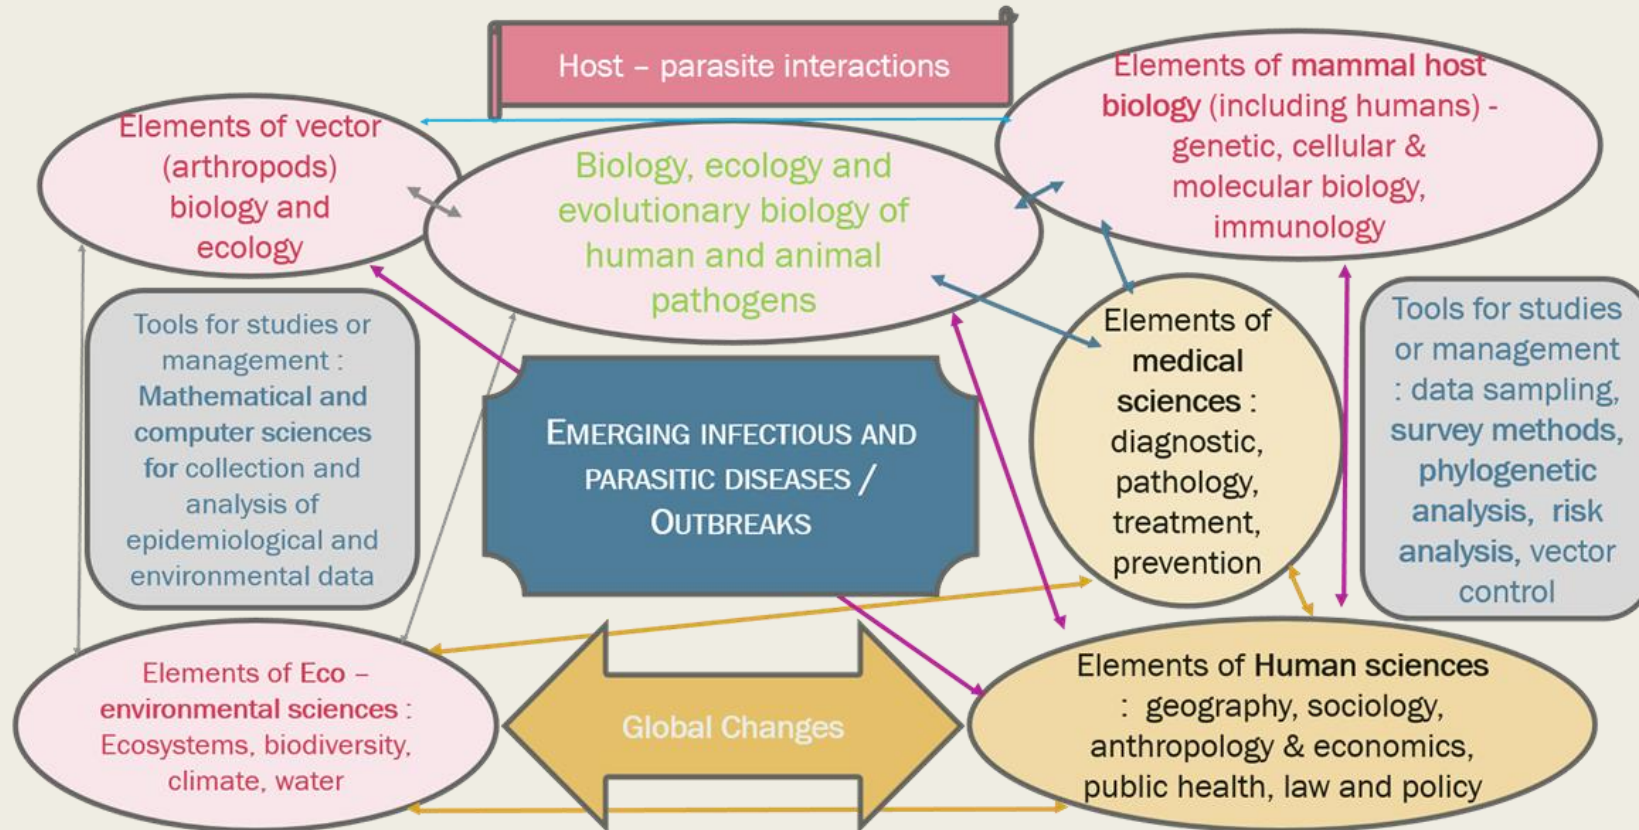 Host – parasite interactions
Elements of vector
(arthropods)
biology and
ecology
Biology, ecology and
evolutionary biology of
human and animal
pathogens
Elements of mammal host
biology (including humans) -
genetic, cellular &
molecular biology,
immunology
Tools for studies or
management :
Mathematical and
computer sciences
for collection and
analysis of
epidemiological and
environmental data
EMERGING INFECTIOUS AND
PARASITIC DISEASES /
OUTBREAKS
Elements of
medical
sciences :
diagnostic,
pathology,
treatment,
prevention
Tools for studies
or management
: data sampling,
survey methods,
phylogenetic
analysis, risk
analysis, vector
control
Elements of Eco –
environmental sciences :
Ecosystems, biodiversity,
climate, water
Global Changes
Elements of Human sciences
: geography, sociology,
anthropology & economics,
public health, law and policy